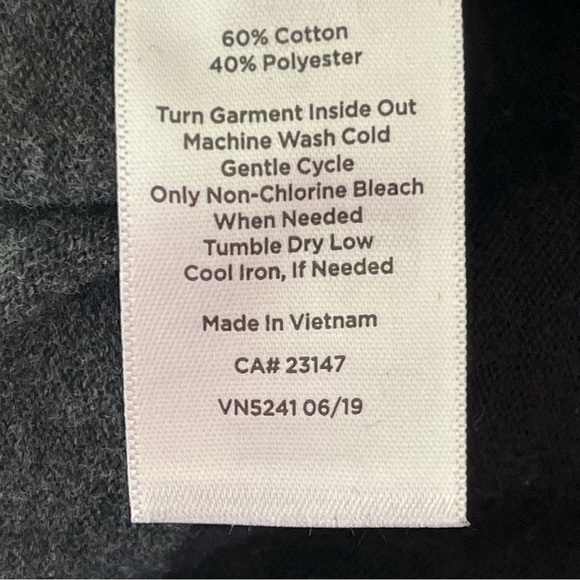 60% Cotton
40% Polyester
Turn Garment Inside Out
Machine Wash Cold
Gentle Cycle
Only Non-Chlorine Bleach
When Needed
Tumble Dry Low
Cool Iron, If Needed
Made In Vietnam
CA# 23147
VN5241 06/19